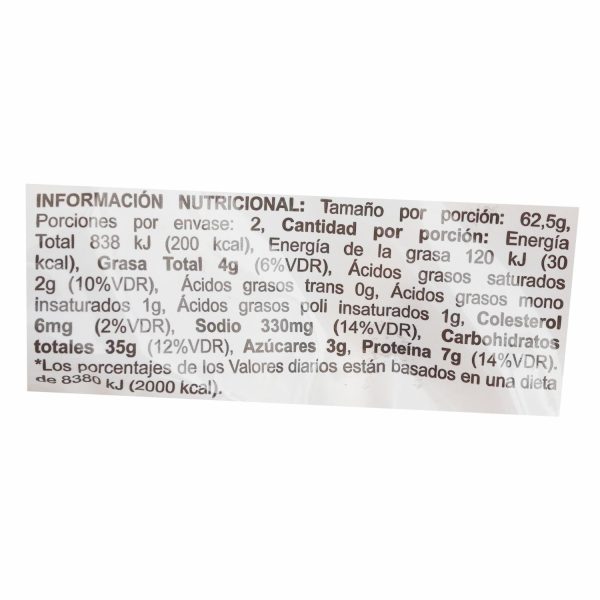 INFORMACIÓN NUTRICIONAL: Tamaño por porción: 62,5g,
Porciones por envase: 2, Cantidad por porción: Energía
Total 838 kJ (200 kcal), Energía de la grasa 120 kJ (30
kcal), Grasa Total 4g (6%VDR), Ácidos grasos saturados
2g (10%VDR), Ácidos grasos trans 0g, Ácidos grasos mono
insaturados 1g, Ácidos grasos poli insaturados 1g, Colesterol
6mg (2%VDR), Sodio 330mg (14%VDR), Carbohidratos
totales 35g (12%VDR), Azúcares 3g, Proteína 7g (14%VDR).
*Los porcentajes de los Valores diarios están basados en una dieta
de 8380 kJ (2000 kcal).